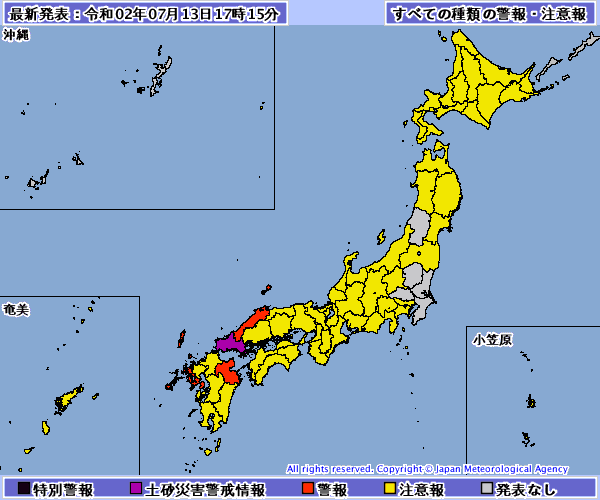 最新発表：令和02年07月13日17時15分
すべての種類の警報・注意報
沖縄
奄美
小笠原
All rights reserved. Copyright © Japan Meteorological Agency
特別警報
土砂災害警戒情報
警報
注意報
発表なし